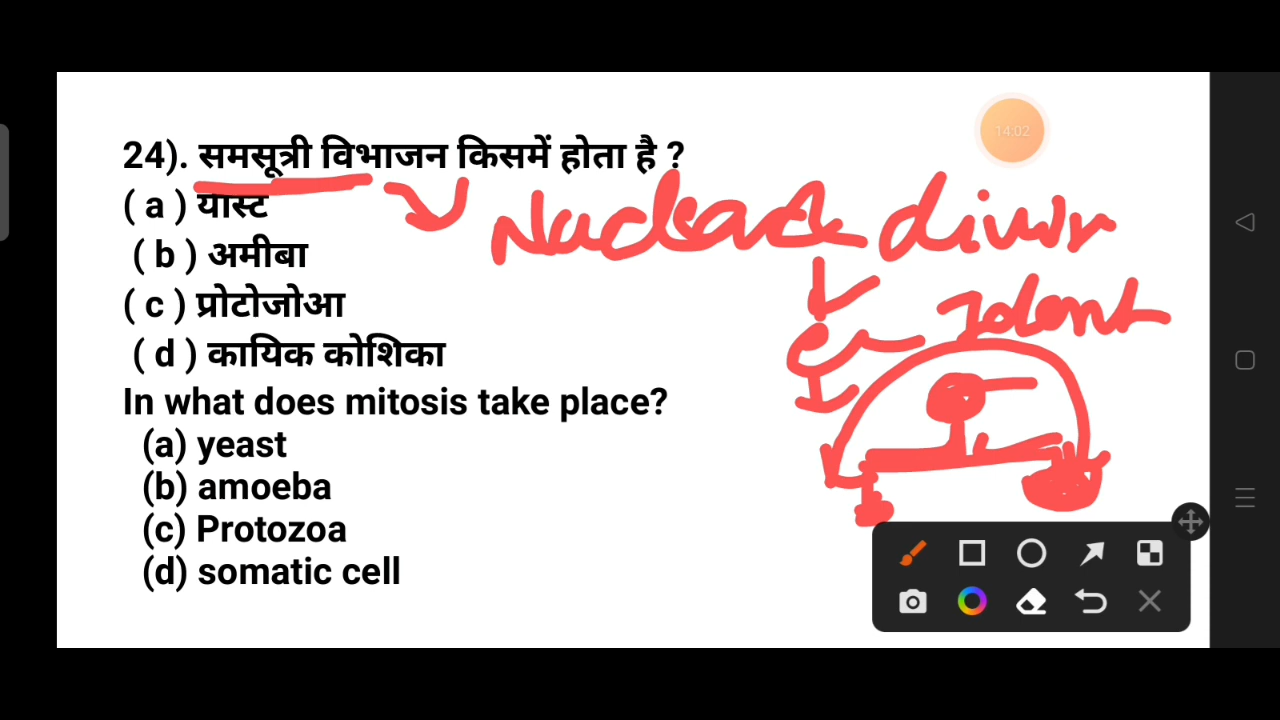 14:02
24). समसूत्री विभाजन किसमें होता है ?
( a ) यास्ट
( b ) अमीबा
( c ) प्रोटोजोआ
( d ) कायिक कोशिका
In what does mitosis take place?
(a) yeast
(b) amoeba
(c) Protozoa
(d) somatic cell